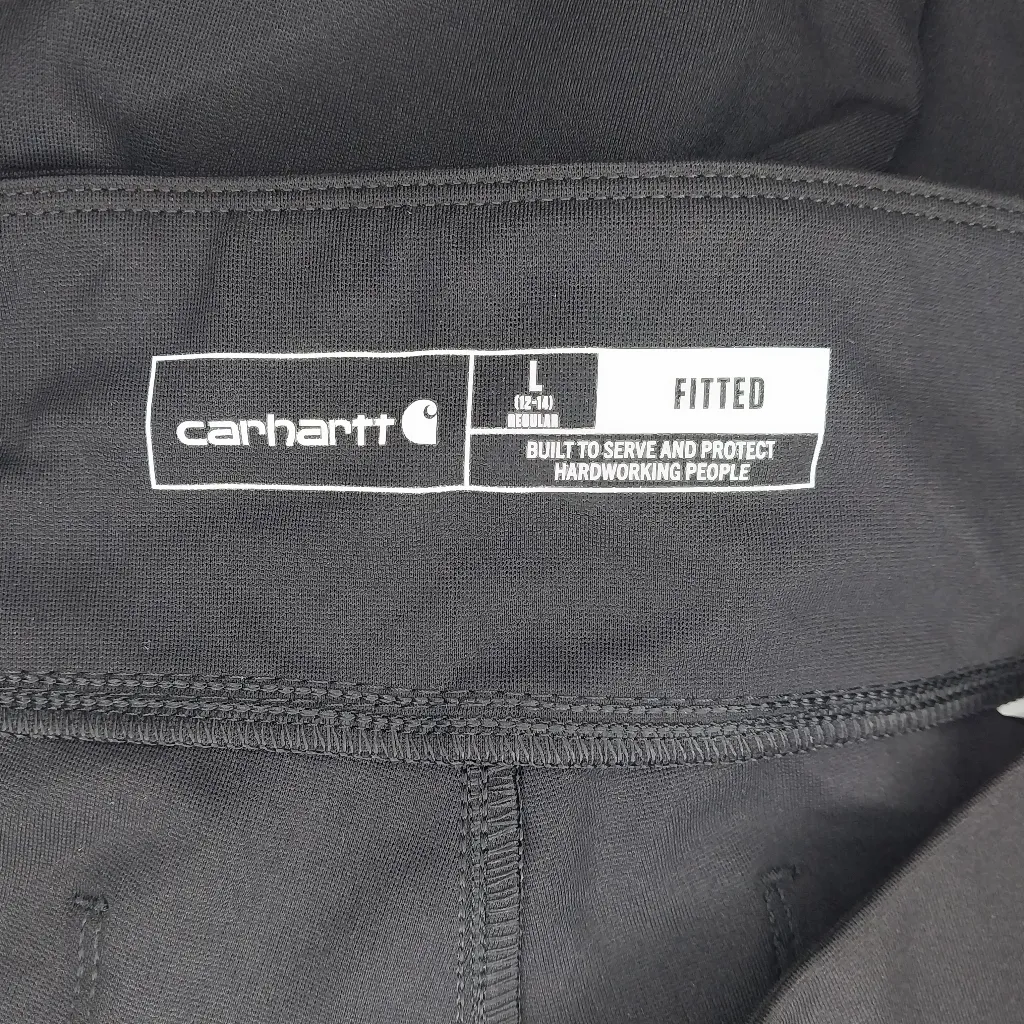 carhartt
L
(12-14)
REGULAR
FITTED
BUILT TO SERVE AND PROTECT
HARDWORKING PEOPLE